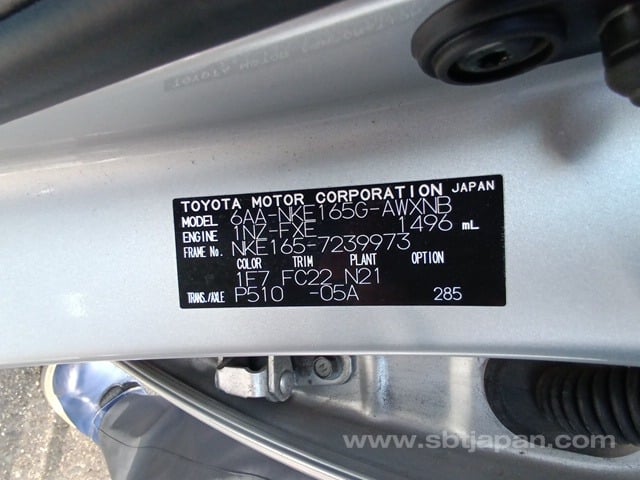 TOYOTA MOTOR CORPORATION JAPAN
MODEL 6AA-NKE165G-AWXNB
ENGINE 1NZ-FXE 1496 mL
FRAME No. NKE165-7239973
COLOR TRIM PLANT OPTION
1F7 FC22 N21
TRANS./AXLE P510 -05A 285
www.sbtjapan.com